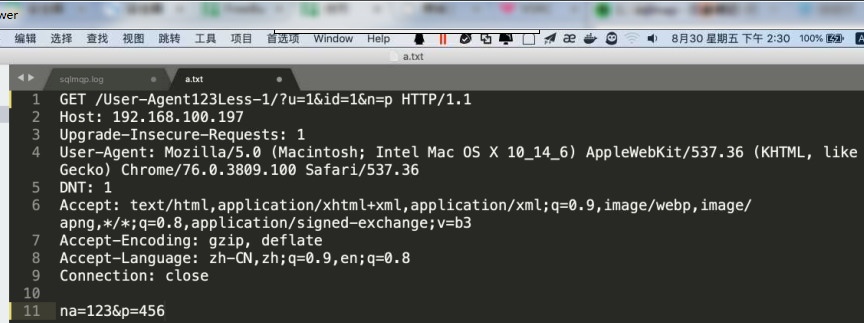 wer
编辑 选择 查找 视图 跳转 工具 项目 首选项 Window Help 8月30 星期五 下午 2:30 100%
a.txt
sqlmqp.log a.txt
1 GET /User-Agent123Less-1/?u=1&id=1&n=p HTTP/1.1
2 Host: 192.168.100.197
3 Upgrade-Insecure-Requests: 1
4 User-Agent: Mozilla/5.0 (Macintosh; Intel Mac OS X 10_14_6) AppleWebKit/537.36 (KHTML, like
Gecko) Chrome/76.0.3809.100 Safari/537.36
5 DNT: 1
6 Accept: text/html,application/xhtml+xml,application/xml;q=0.9,image/webp,image/
apng,*/*;q=0.8,application/signed-exchange;v=b3
7 Accept-Encoding: gzip, deflate
8 Accept-Language: zh-CN,zh;q=0.9,en;q=0.8
9 Connection: close
10
11 na=123&p=456